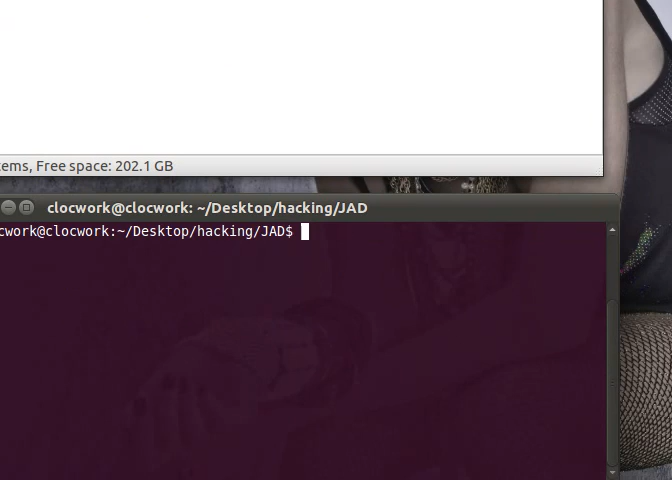 tems, Free space: 202.1 GB
clocwork@clocwork: ~/Desktop/hacking/JAD
cwork@clocwork:~/Desktop/hacking/JAD$